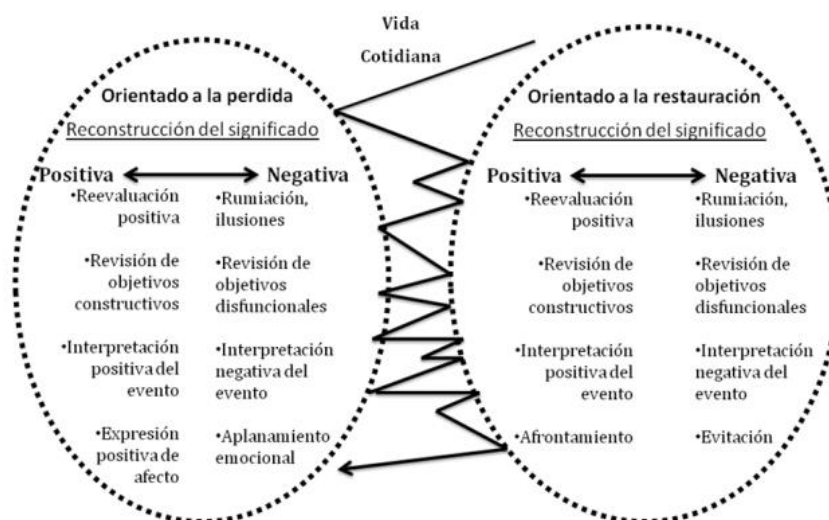 Vida
Cotidiana
Orientado a la perdida
Reconstrucción del significado
Positiva
Negativa
•Reevaluación
positiva
•Rumiación,
ilusiones
•Revisión de
objetivos
constructivos
•Revisión de
objetivos
disfuncionales
•Interpretación
positiva del
evento
•Interpretación
negativa del
evento
•Expresión
positiva de
afecto
•Aplanamiento
emocional
Orientado a la restauración
Reconstrucción del significado
Positiva
Negativa
•Reevaluación
positiva
•Rumiación,
ilusiones
•Revisión de
objetivos
constructivos
•Revisión de
objetivos
disfuncionales
•Interpretación
positiva del
evento
•Interpretación
negativa del
evento
•Afrontamiento
•Evitación